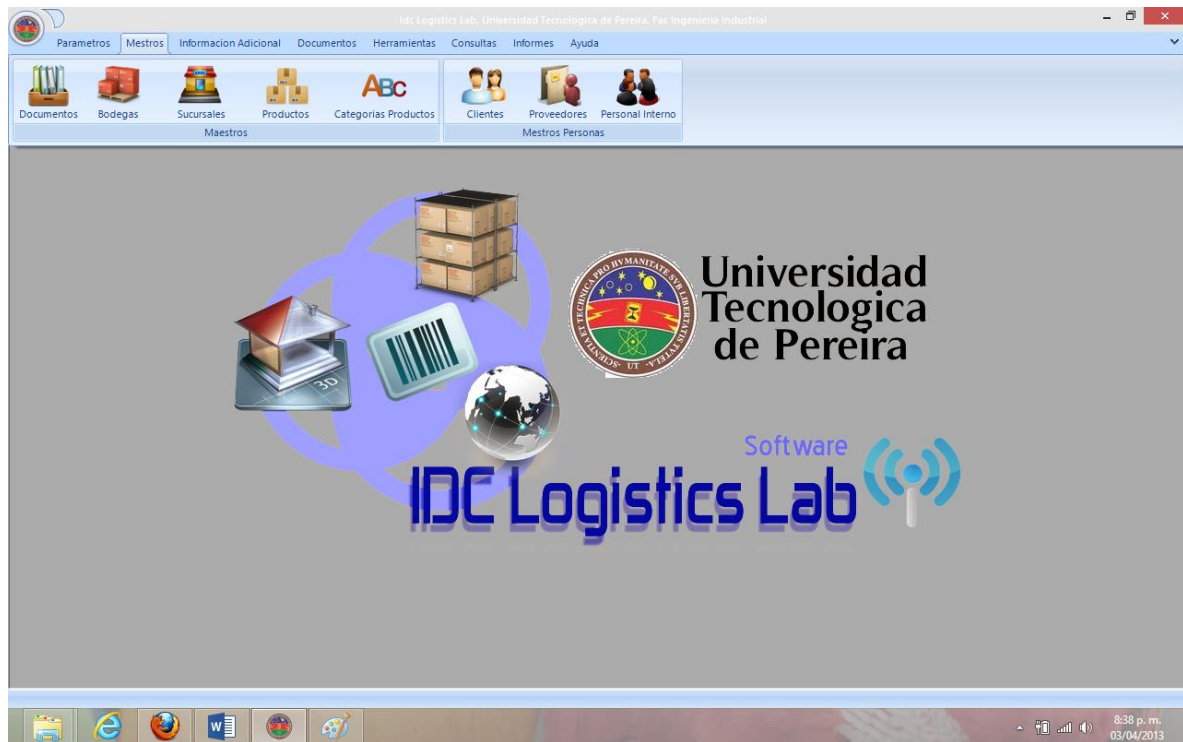 Idc Logistics Lab. Universidad Tecnologica de Pereira. Fac Ingenieria Industrial
Parametros Mestros Informacion Adicional Documentos Herramientas Consultas Informes Ayuda
Documentos Bodegas Sucursales Productos ABC Categorias Productos Clientes Proveedores Personal Interno
Maestros Mestros Personas
Universidad
Tecnologica
de Pereira
3D
Software
IDC Logistics Lab
8:38 p. m.
03/04/2013